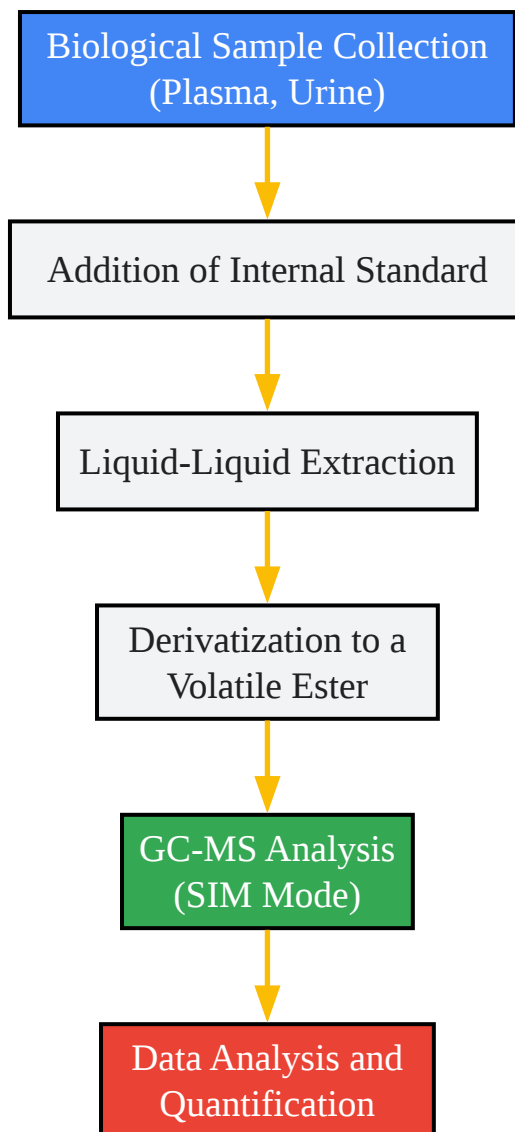 Biological Sample Collection
(Plasma, Urine)
Addition of Internal Standard
Liquid-Liquid Extraction
Derivatization to a
Volatile Ester
GC-MS Analysis
(SIM Mode)
Data Analysis and
Quantification